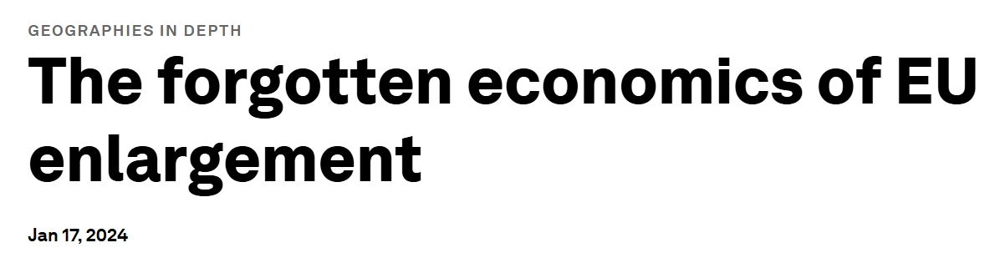 GEOGRAPHIES IN DEPTH
The forgotten economics of EU
enlargement
Jan 17, 2024